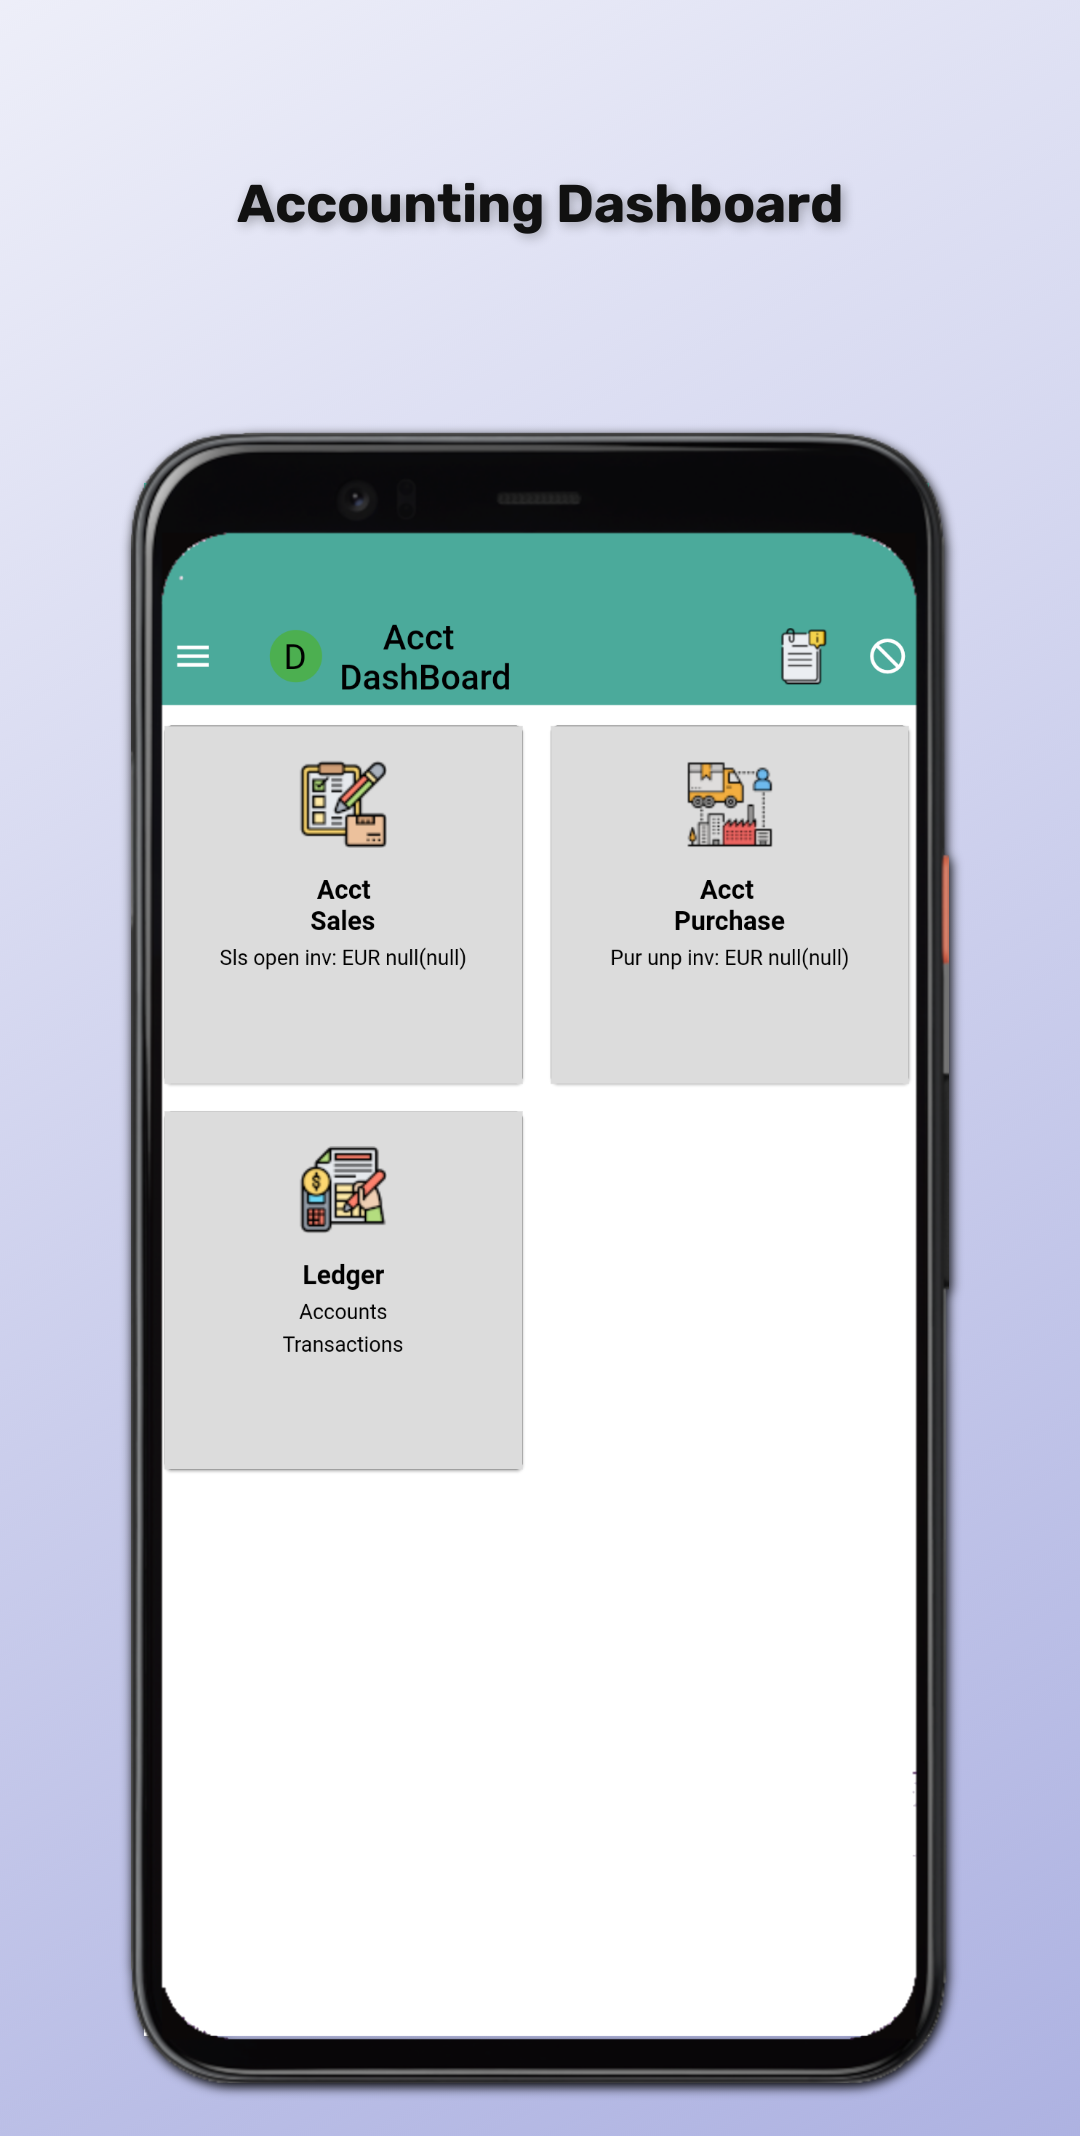 Accounting Dashboard
D
Acct
DashBoard
Acct
Sales
Sls open inv: EUR null(null)
Acct
Purchase
Pur unp inv: EUR null(null)
Ledger
Accounts
Transactions